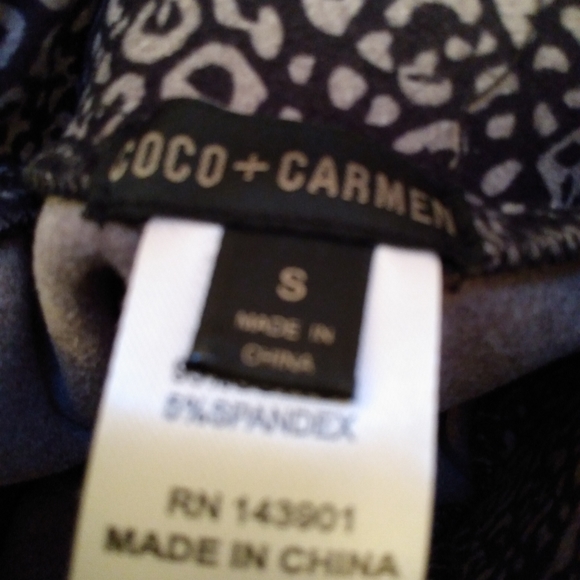 COCO + CARMEN
S
MADE IN
CHINA
5% SPANDEX
RN 143901
MADE IN CHINA